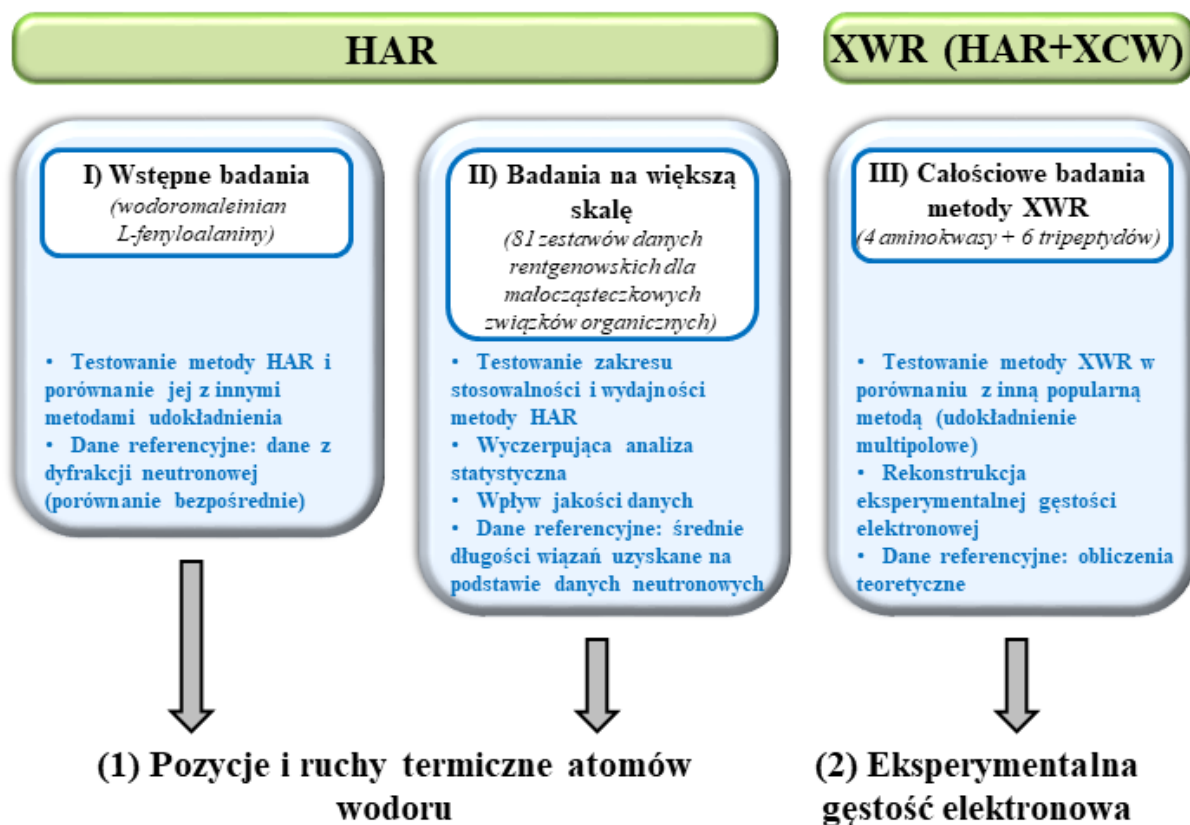 HAR
XWR (HAR+XCW)
I) Wstępne badania
(wodoromaleinian
L-fenyloalaniny)
• Testowanie metody HAR i
porównanie jej z innymi
metodami udokładnienia
• Dane referencyjne: dane z
dyfrakcji neutronowej
(porównanie bezpośrednie)
II) Badania na większą
skalę
(81 zestawów danych
rentgenowskich dla
małocząsteczkowych
związków organicznych)
• Testowanie zakresu
stosowalności i wydajności
metody HAR
• Wyczerpująca analiza
statystyczna
• Wpływ jakości danych
• Dane referencyjne: średnie
długości wiązań uzyskane na
podstawie danych neutronowych
III) Całościowe badania
metody XWR
(4 aminokwasy + 6 tripeptydów)
• Testowanie metody XWR w
porównaniu z inną popularną
metodą (udokładnienie
multipolowe)
• Rekonstrukcja
eksperymentalnej gęstości
elektronowej
• Dane referencyjne: obliczenia
teoretyczne
(1) Pozycje i ruchy termiczne atomów
wodoru
(2) Eksperymentalna
gęstość elektronowa